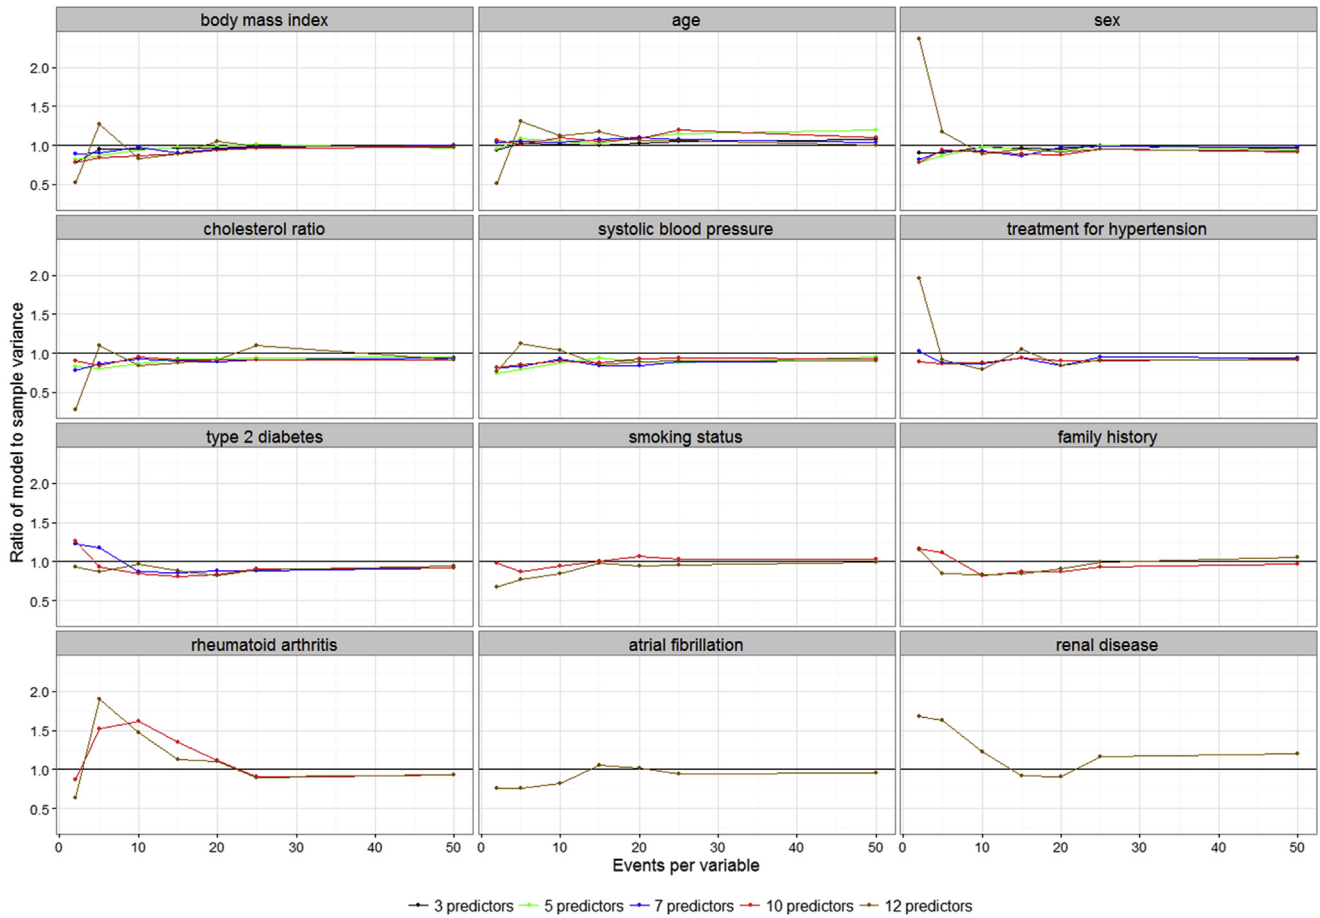 body mass index
age
sex
2.0
1.5
1.0
0.5
cholesterol ratio
systolic blood pressure
treatment for hypertension
2.0
1.5
1.0
0.5
Ratio of model to sample variance
type 2 diabetes
smoking status
family history
2.0
1.5
1.0
0.5
rheumatoid arthritis
atrial fibrillation
renal disease
2.0
1.5
1.0
0.5
0 10 20 30 40 50
0 10 20 30 40 50
0 10 20 30 40 50
Events per variable
3 predictors 5 predictors 7 predictors 10 predictors 12 predictors